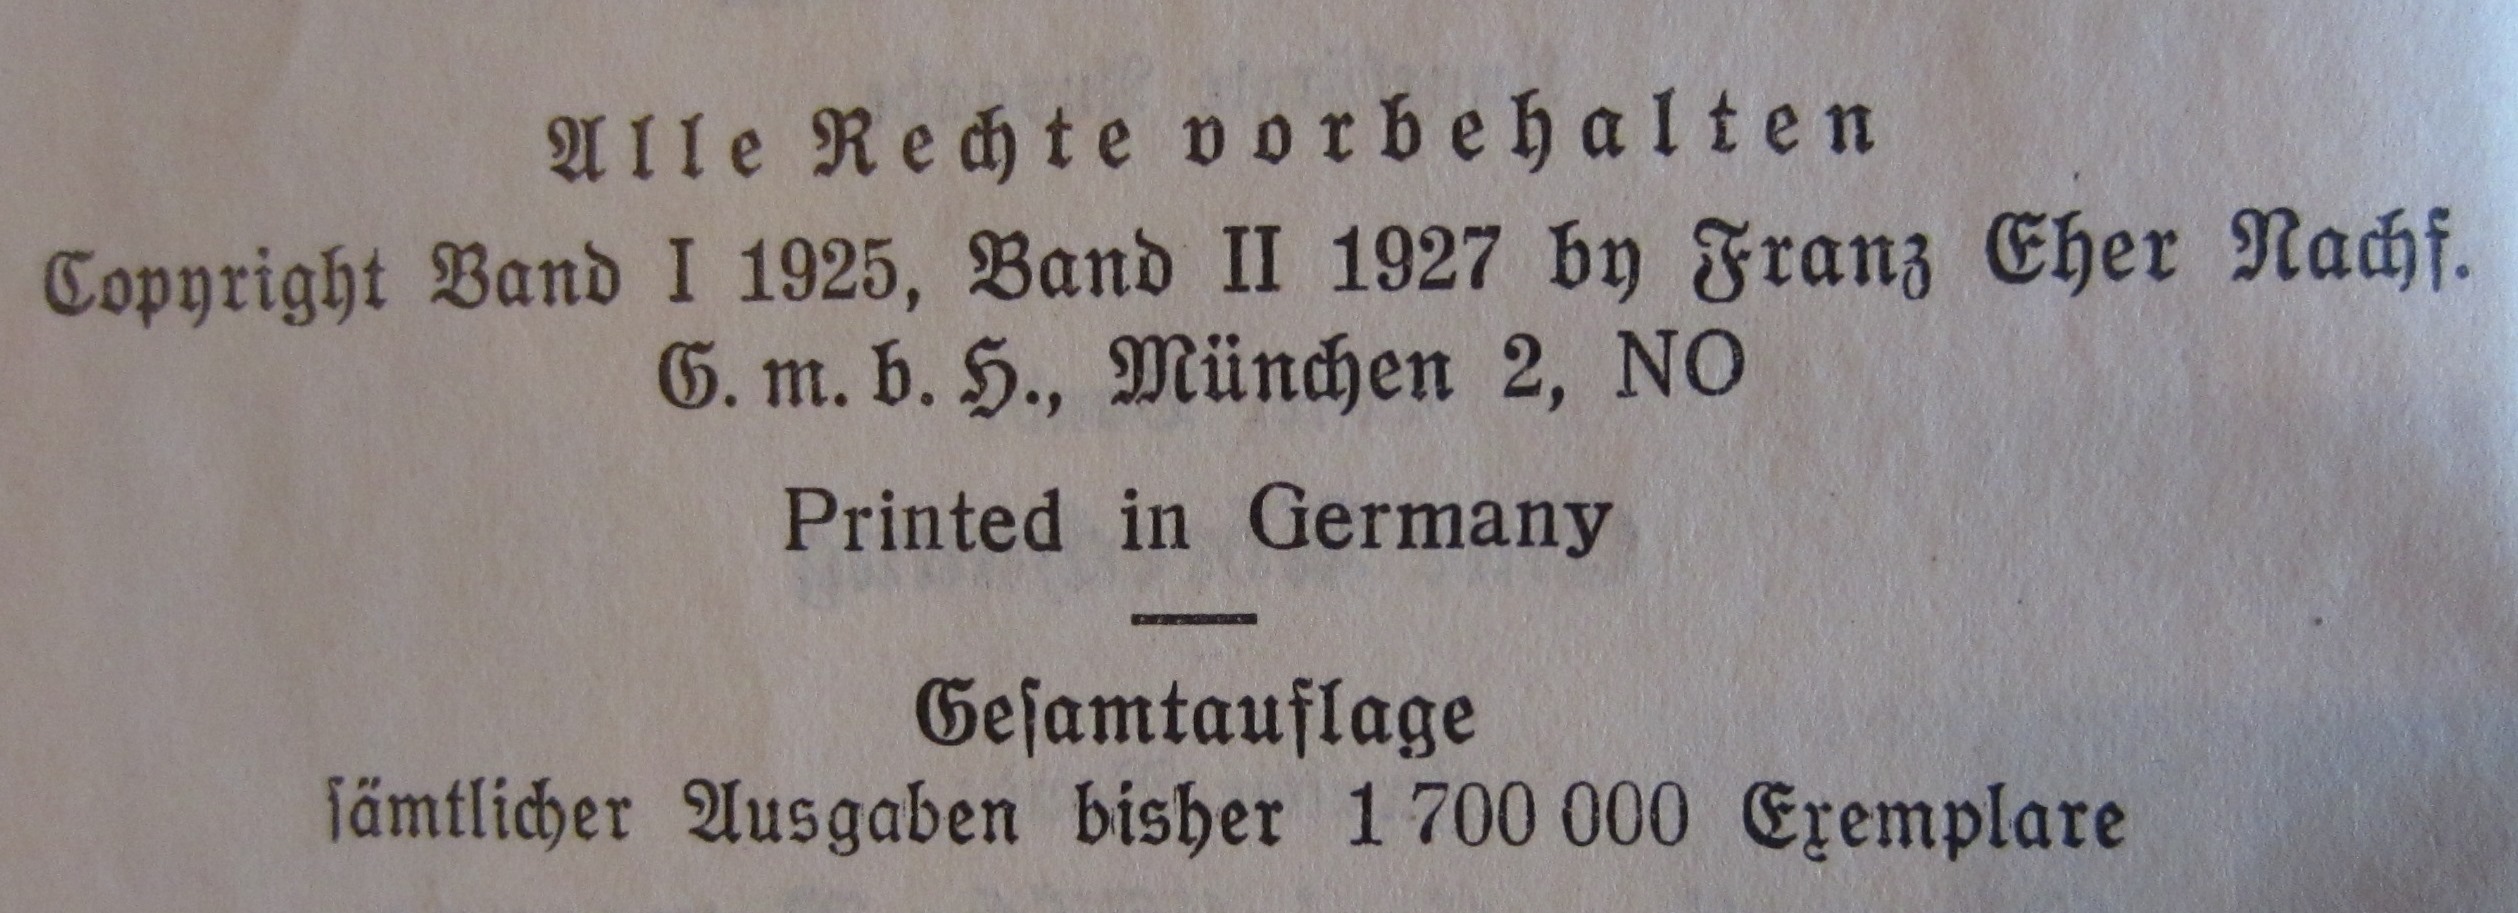 Alle Rechte vorbehalten
Copyright Band I 1925, Band II 1927 by Franz Eher Nachf.
G. m. b. H., München 2, NO
Printed in Germany
Geſamtauflage
ſämtlicher Ausgaben bisher 1 700 000 Exemplare